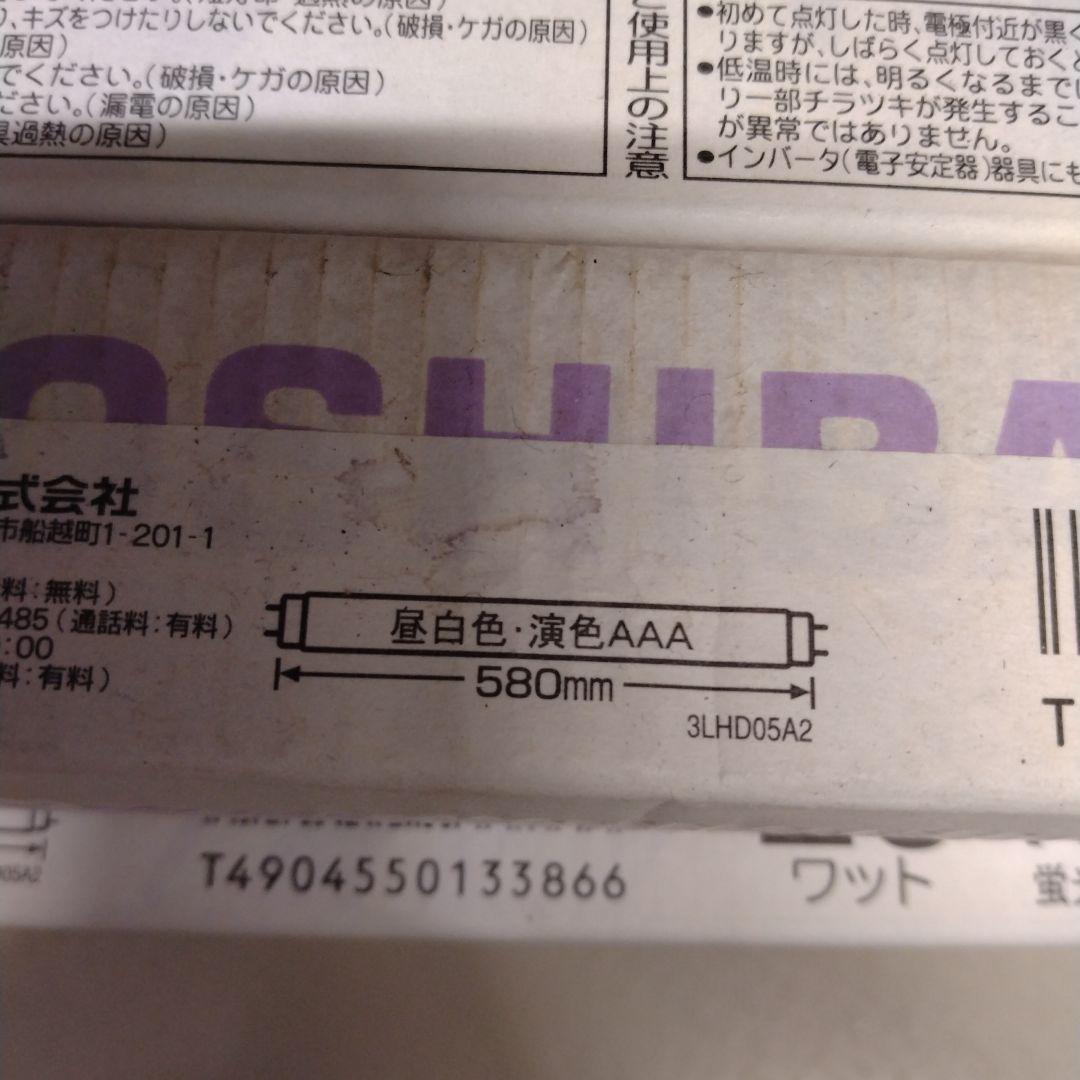 り、キズをつけたりしないでください。(破損・ケガの原因)
原因)
でください。(破損・ケガの原因)
ださい。(漏電の原因)
具過熱の原因)
使用上の注意
●初めて点灯した時、電極付近が黒く
りますが、しばらく点灯しておくと
●低温時には、明るくなるまで
り一部チラツキが発生するこ
が異常ではありません。
●インバータ(電子安定器)器具にも
OSHIBA
式会社
市船越町1-201-1
料:無料)
485(通話料:有料)
:00
料:有料)
昼白色・演色AAA
580mm
3LHD05A2
T
05A2
T4904550133866
ワット
蛍光